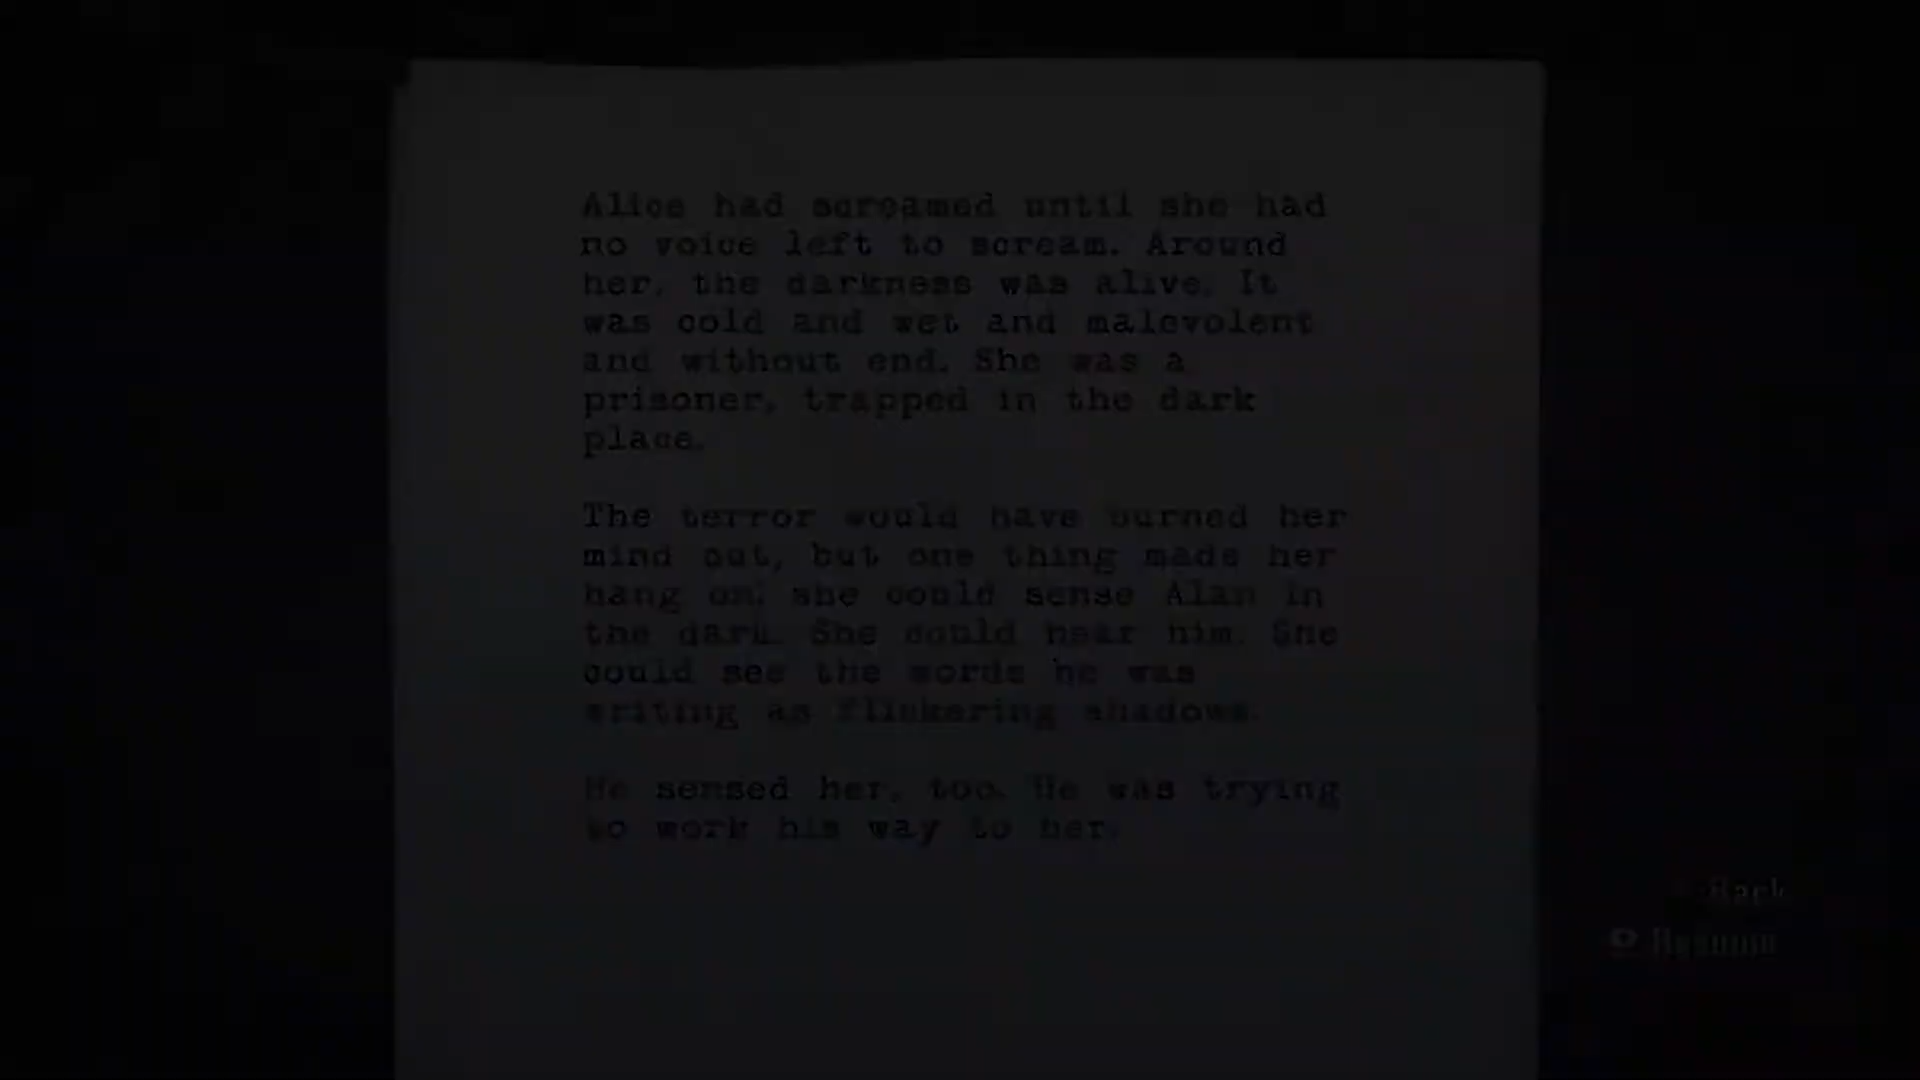 Alice had screamed until she had
no voice left to scream. Around
her, the darkness was alive. It
was cold and wet and malevolent
and without end. She was a
prisoner, trapped in the dark
place.
The terror would have burned her
mind out, but one thing made her
hang on: she could sense Alan in
the dark. She could hear him. She
could see the words he was
writing as flickering shadows.
He sensed her, too. He was trying
to work his way to her.
Back
Resume